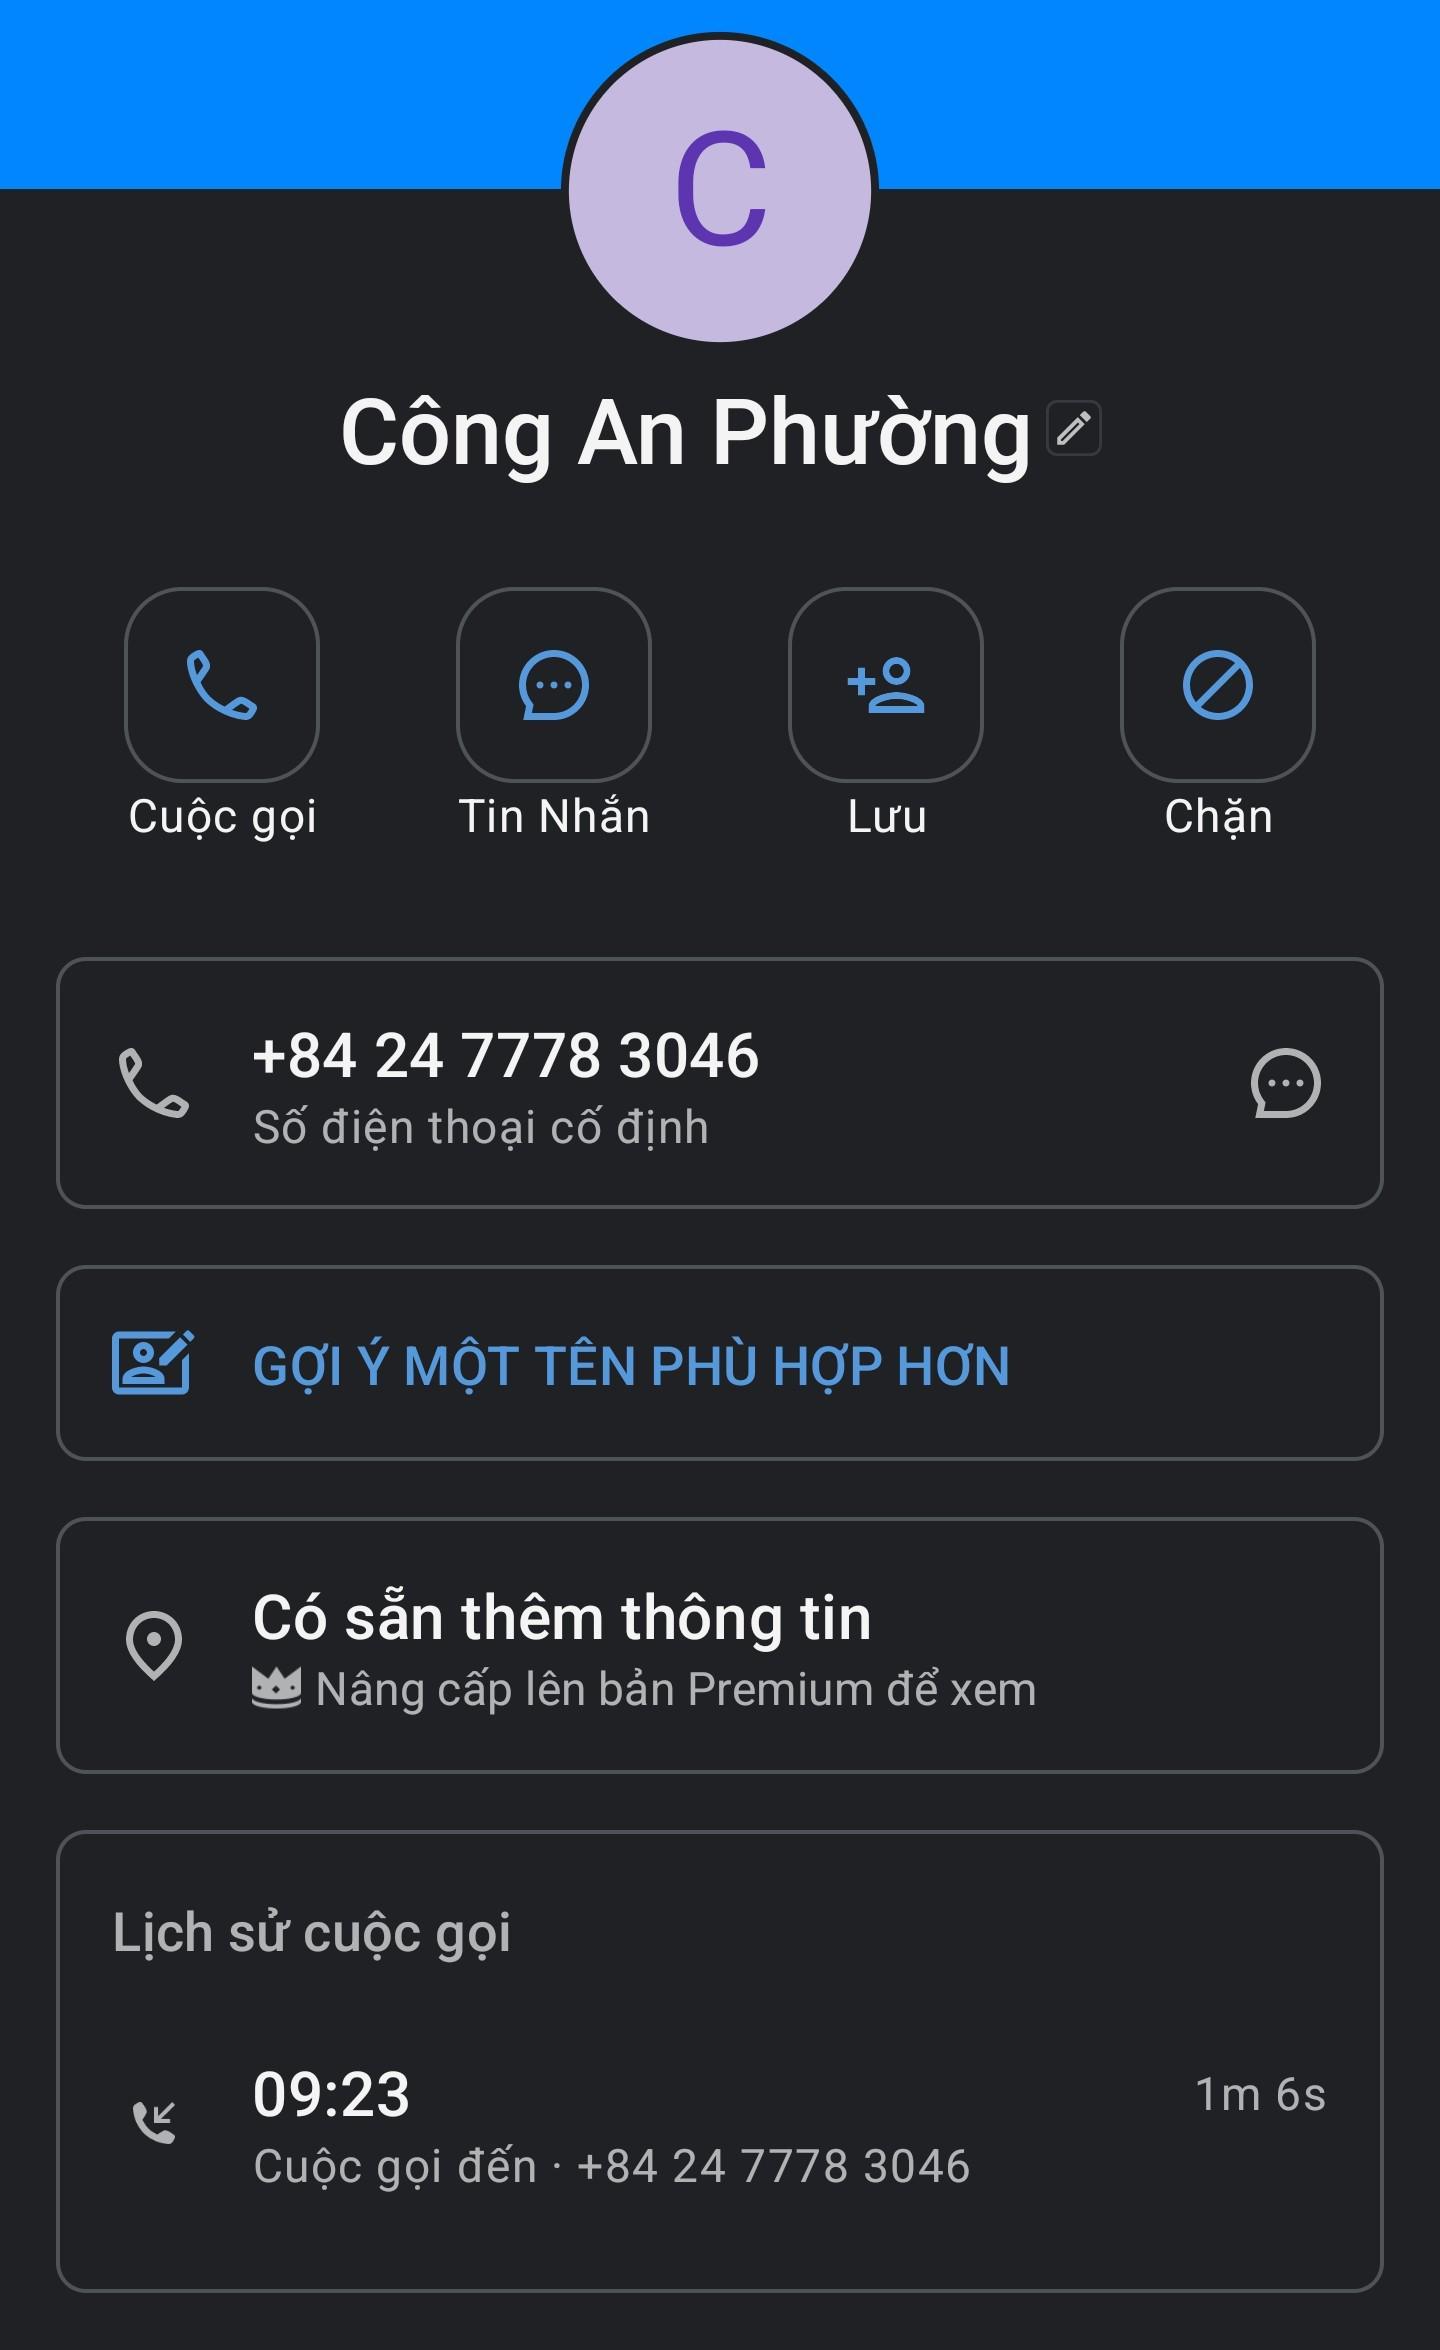 C
Công An Phường
Cuộc gọi
Tin Nhắn
Lưu
Chặn
+84 24 7778 3046
Số điện thoại cố định
GỢI Ý MỘT TÊN PHÙ HỢP HƠN
Có sẵn thêm thông tin
Nâng cấp lên bản Premium để xem
Lịch sử cuộc gọi
09:23
1m 6s
Cuộc gọi đến · +84 24 7778 3046